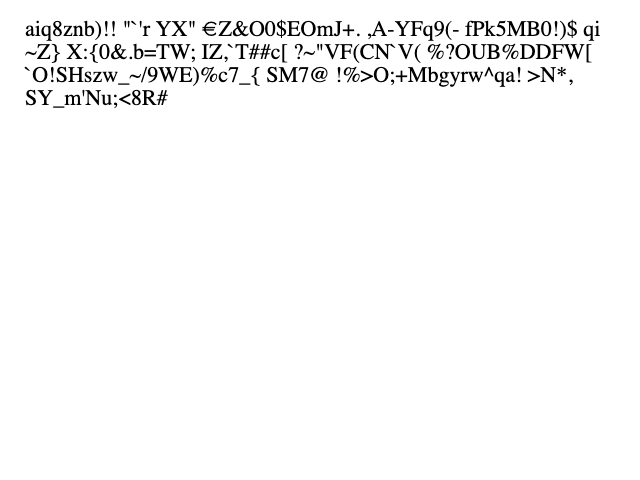 aiq8znb)!! "`'r YX" €Z&O0$EOmJ+. ,A-YFq9(- fPk5MB0!)$ qi
~Z} X:{0&.b=TW; IZ,`T##c[ ?~"VF(CN`V( %?OUB%DDFW[
`O!SHszw_~/9WE)%c7_{ SM7@ !%>O;+Mbgyrw^qa! >N*,
SY_m'Nu;<8R#